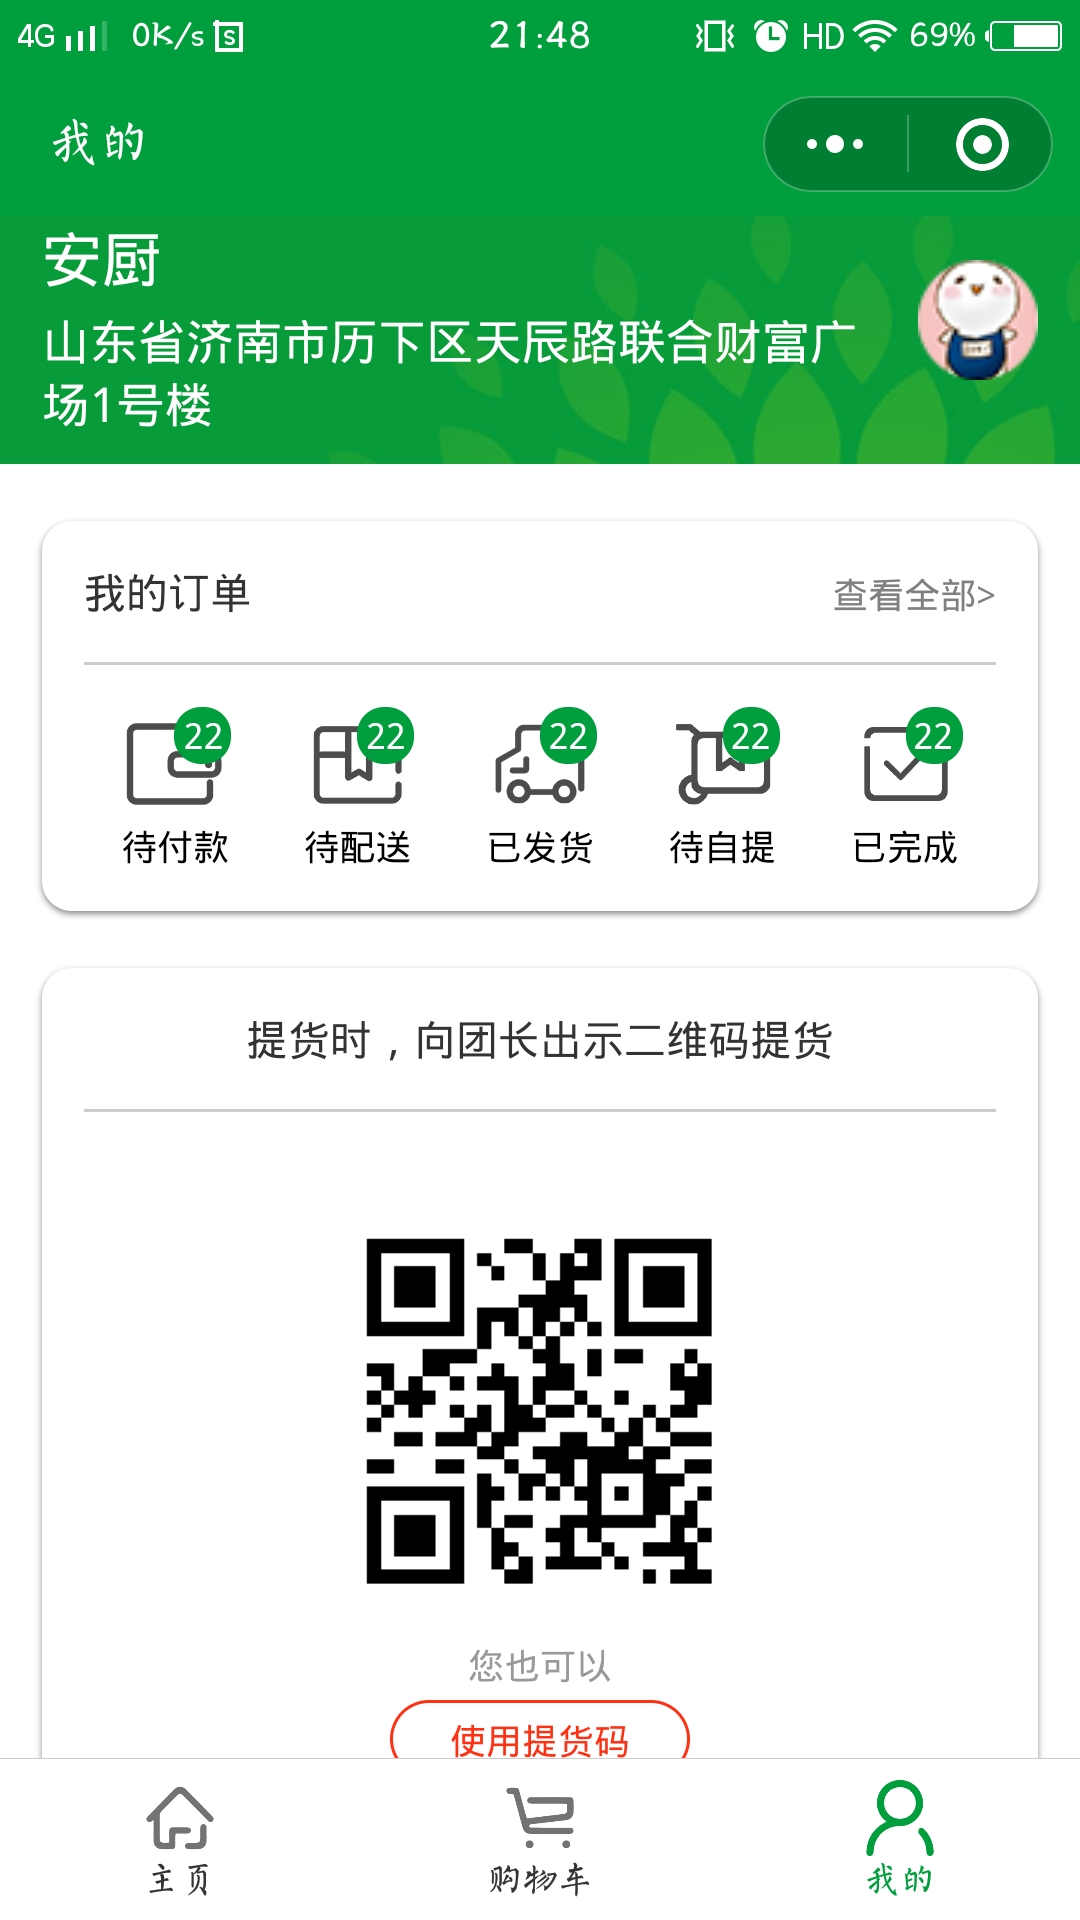 4G 0K/s 21:48 HD 69%
我的
安厨
山东省济南市历下区天辰路联合财富广
场1号楼
我的订单 查看全部>
22 22 22 22 22
待付款 待配送 已发货 待自提 已完成
提货时，向团长出示二维码提货
您也可以
使用提货码
主页 购物车 我的